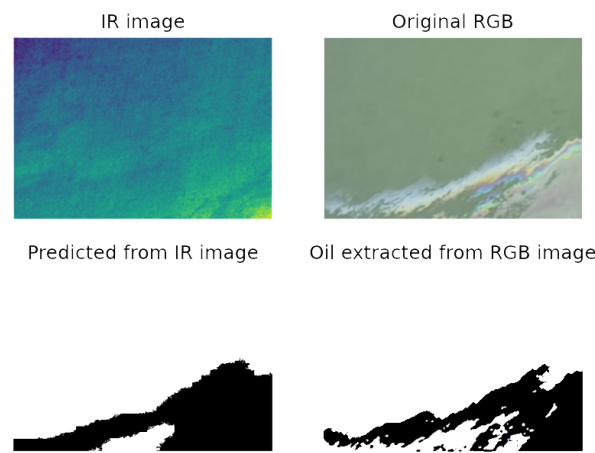 IR image
Original RGB
Predicted from IR image
Oil extracted from RGB image